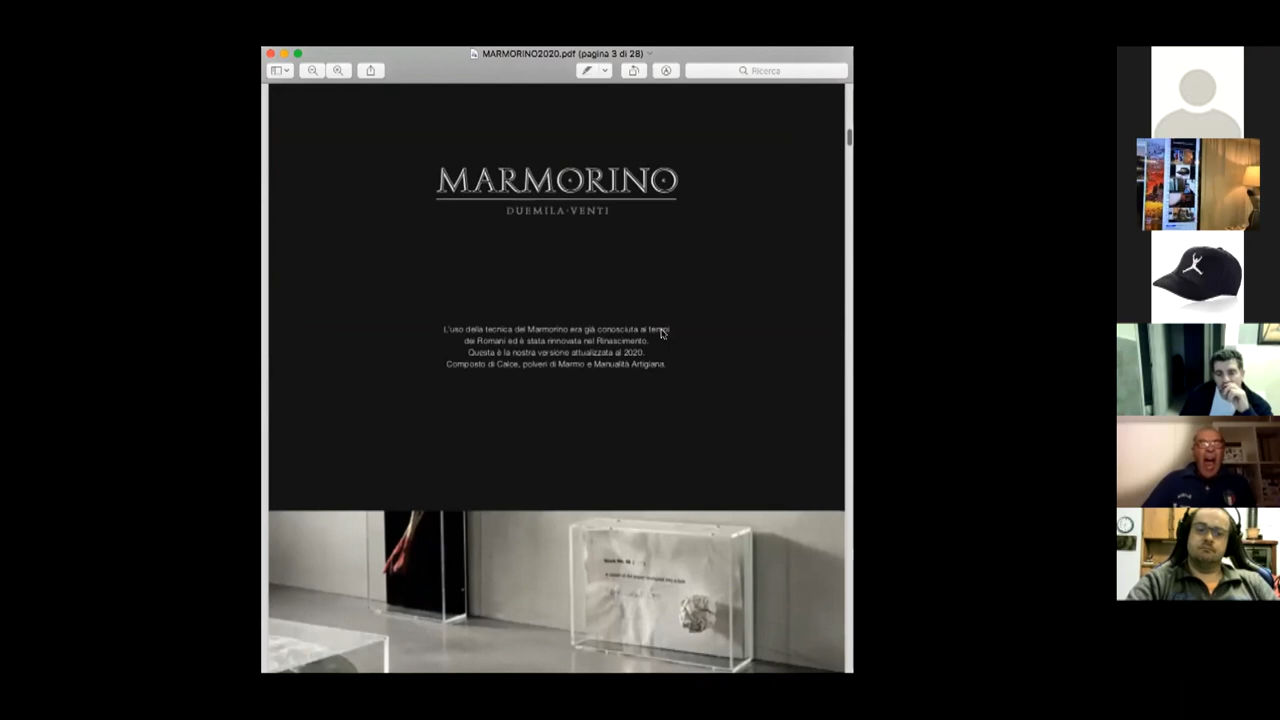 MARMORINO2020.pdf (pagina 3 di 28)
Ricerca
MARMORINO
DUEMILA·VENTI
L'uso della tecnica del Marmorino era già conosciuta ai tempi
dei Romani ed è stata rinnovata nel Rinascimento.
Questa è la nostra versione attualizzata al 2020.
Composto di Calce, polveri di Marmo e Manualità Artigiana.